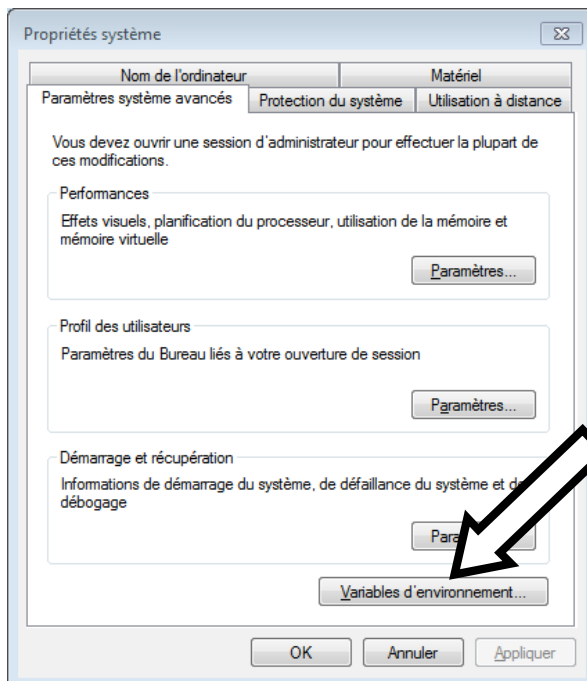 Propriétés système
Nom de l'ordinateur
Matériel
Paramètres système avancés
Protection du système
Utilisation à distance
Vous devez ouvrir une session d'administrateur pour effectuer la plupart de
ces modifications.
Performances
Effets visuels, planification du processeur, utilisation de la mémoire et
mémoire virtuelle
Paramètres...
Profil des utilisateurs
Paramètres du Bureau liés à votre ouverture de session
Paramètres...
Démarrage et récupération
Informations de démarrage du système, de défaillance du système et de
débogage
Variables d'environnement...
OK
Annuler
Appliquer